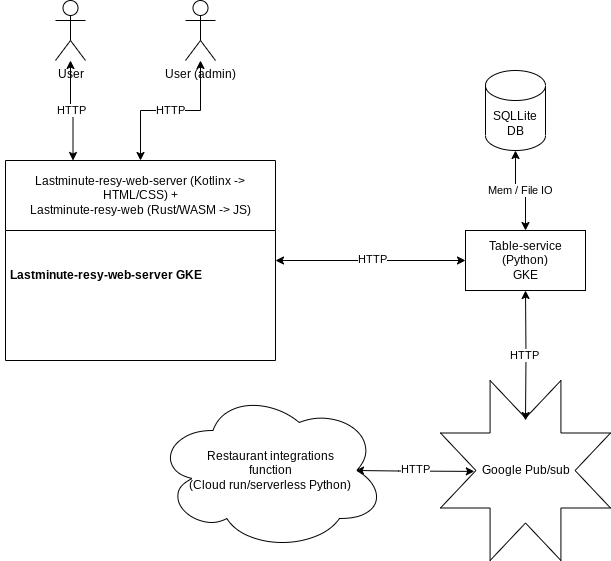 User
User (admin)
HTTP
HTTP
SQLLite
DB
Lastminute-resy-web-server (Kotlinx ->
HTML/CSS) +
Lastminute-resy-web (Rust/WASM -> JS)
Mem / File IO
Lastminute-resy-web-server GKE
HTTP
Table-service
(Python)
GKE
HTTP
Restaurant integrations
function
(Cloud run/serverless Python)
HTTP
Google Pub/sub